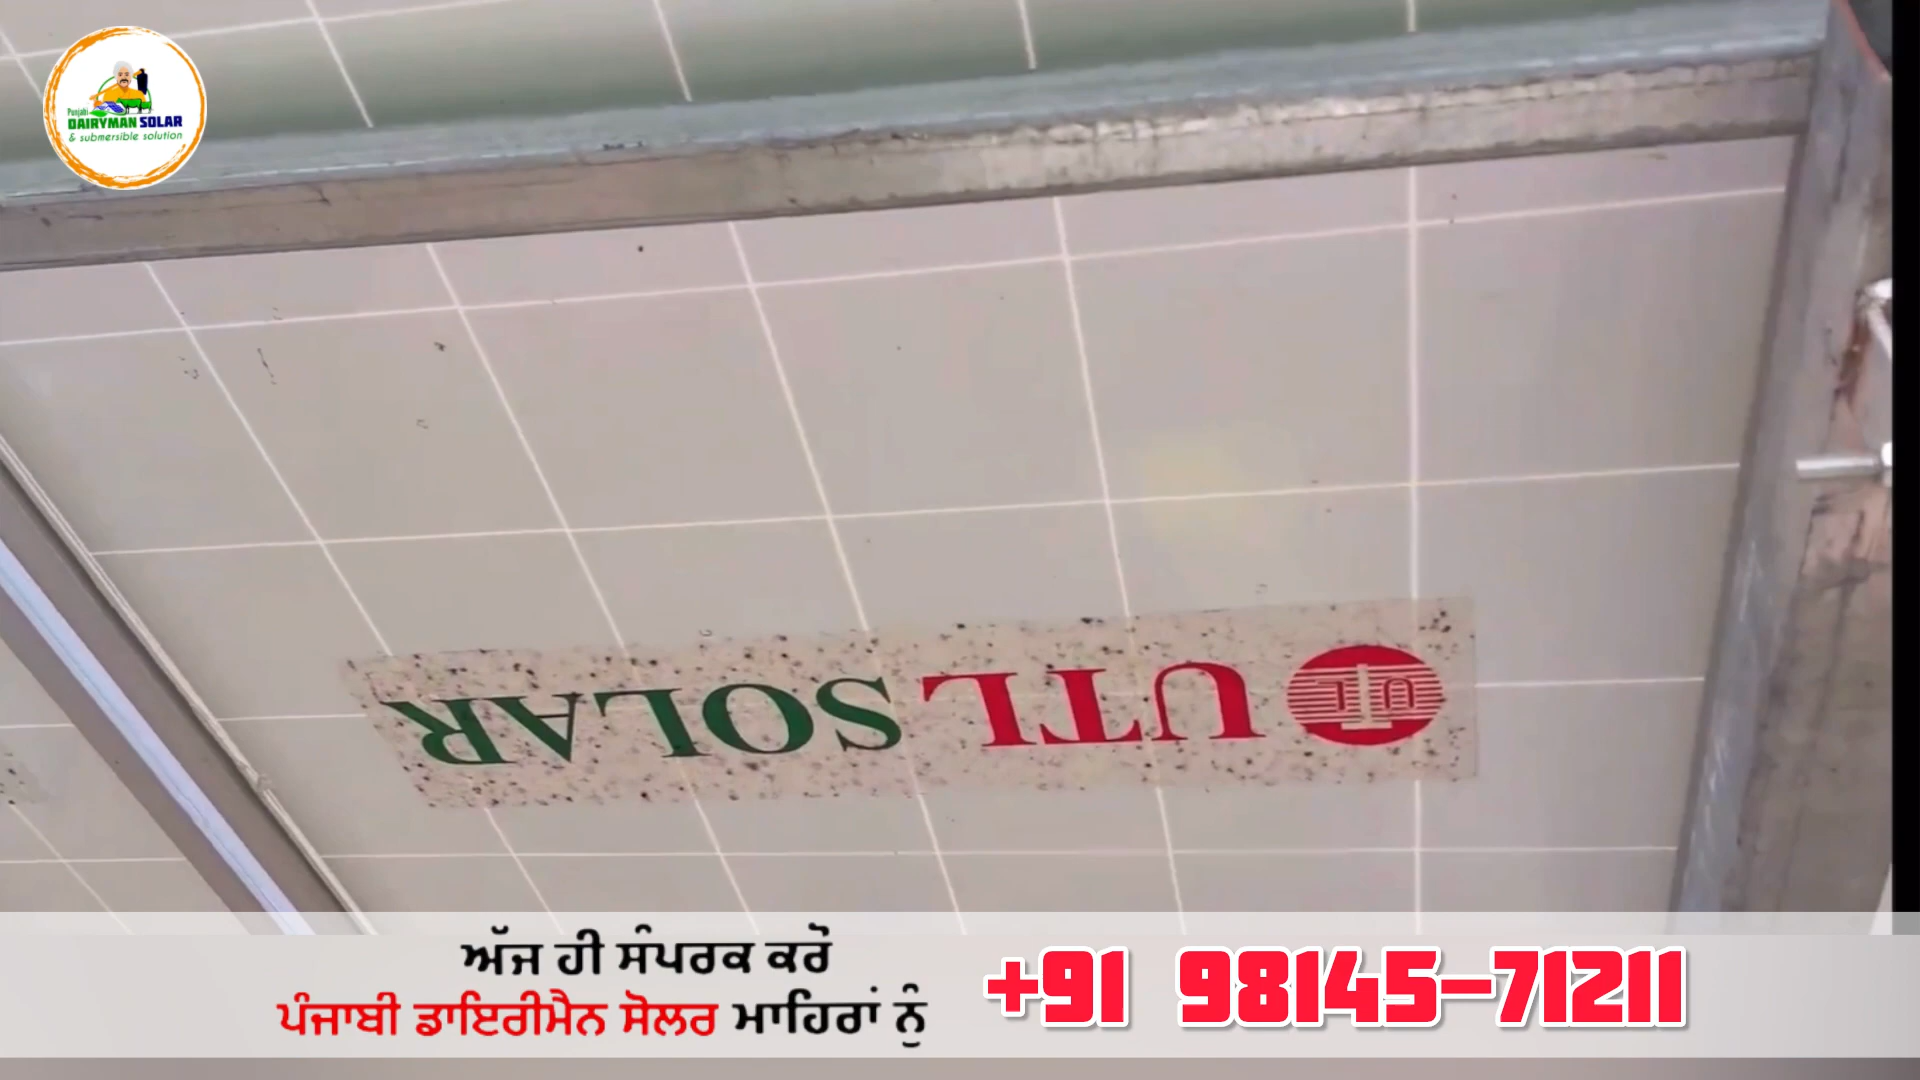 Punjabi
DAIRYMAN SOLAR
& submersible solution
UTL SOLAR
UTL
ਅੱਜ ਹੀ ਸੰਪਰਕ ਕਰੋਂ
ਪੰਜਾਬੀ ਡਾਇਰੀਮੈਨ ਸੋਲਰ ਮਾਹਿਰਾਂ ਨੂੰ
+91 98145-71211